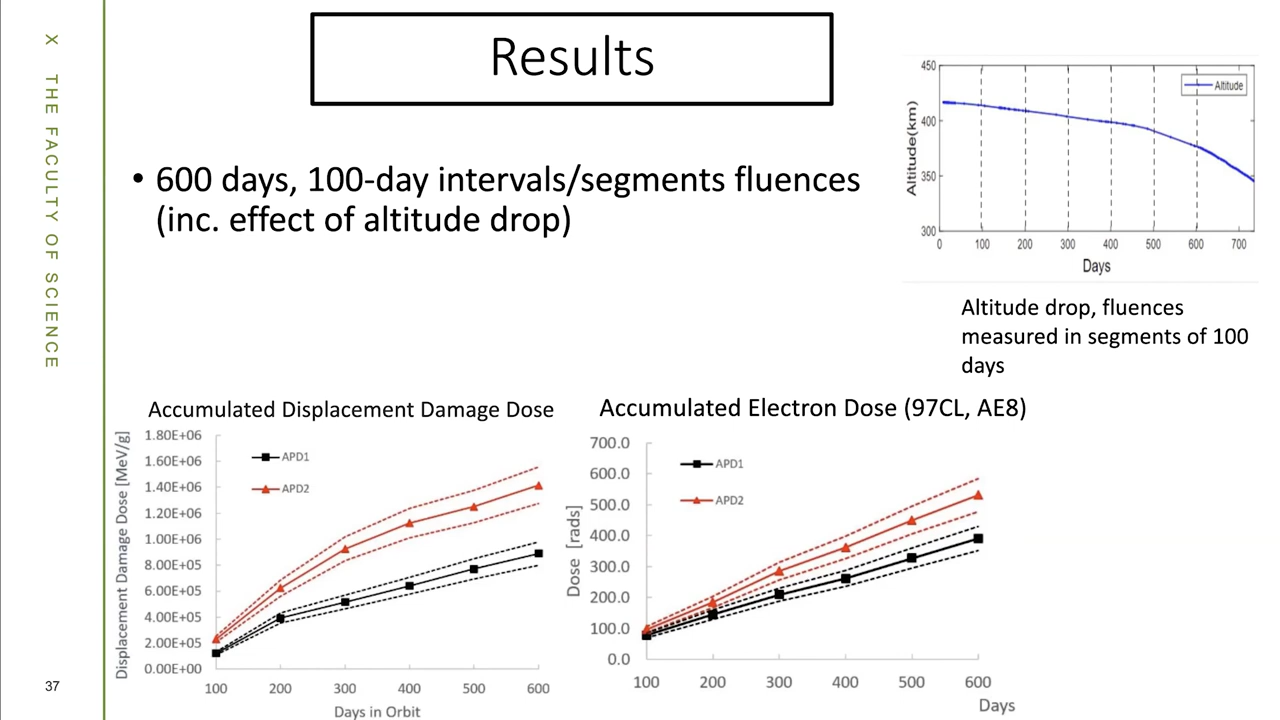 X THE FACULTY OF SCIENCE
Results
• 600 days, 100-day intervals/segments fluences
(inc. effect of altitude drop)
450
400
350
300
Altitude(km)
Altitude
0 100 200 300 400 500 600 700
Days
Altitude drop, fluences
measured in segments of 100
days
Accumulated Displacement Damage Dose
Displacement Damage Dose [MeV/g]
1.80E+06
1.60E+06
1.40E+06
1.20E+06
1.00E+06
8.00E+05
6.00E+05
4.00E+05
2.00E+05
0.00E+00
APD1
APD2
100 200 300 400 500 600
Days in Orbit
Accumulated Electron Dose (97CL, AE8)
Dose [rads]
700.0
600.0
500.0
400.0
300.0
200.0
100.0
0.0
APD1
APD2
100 200 300 400 500 600
Days
37